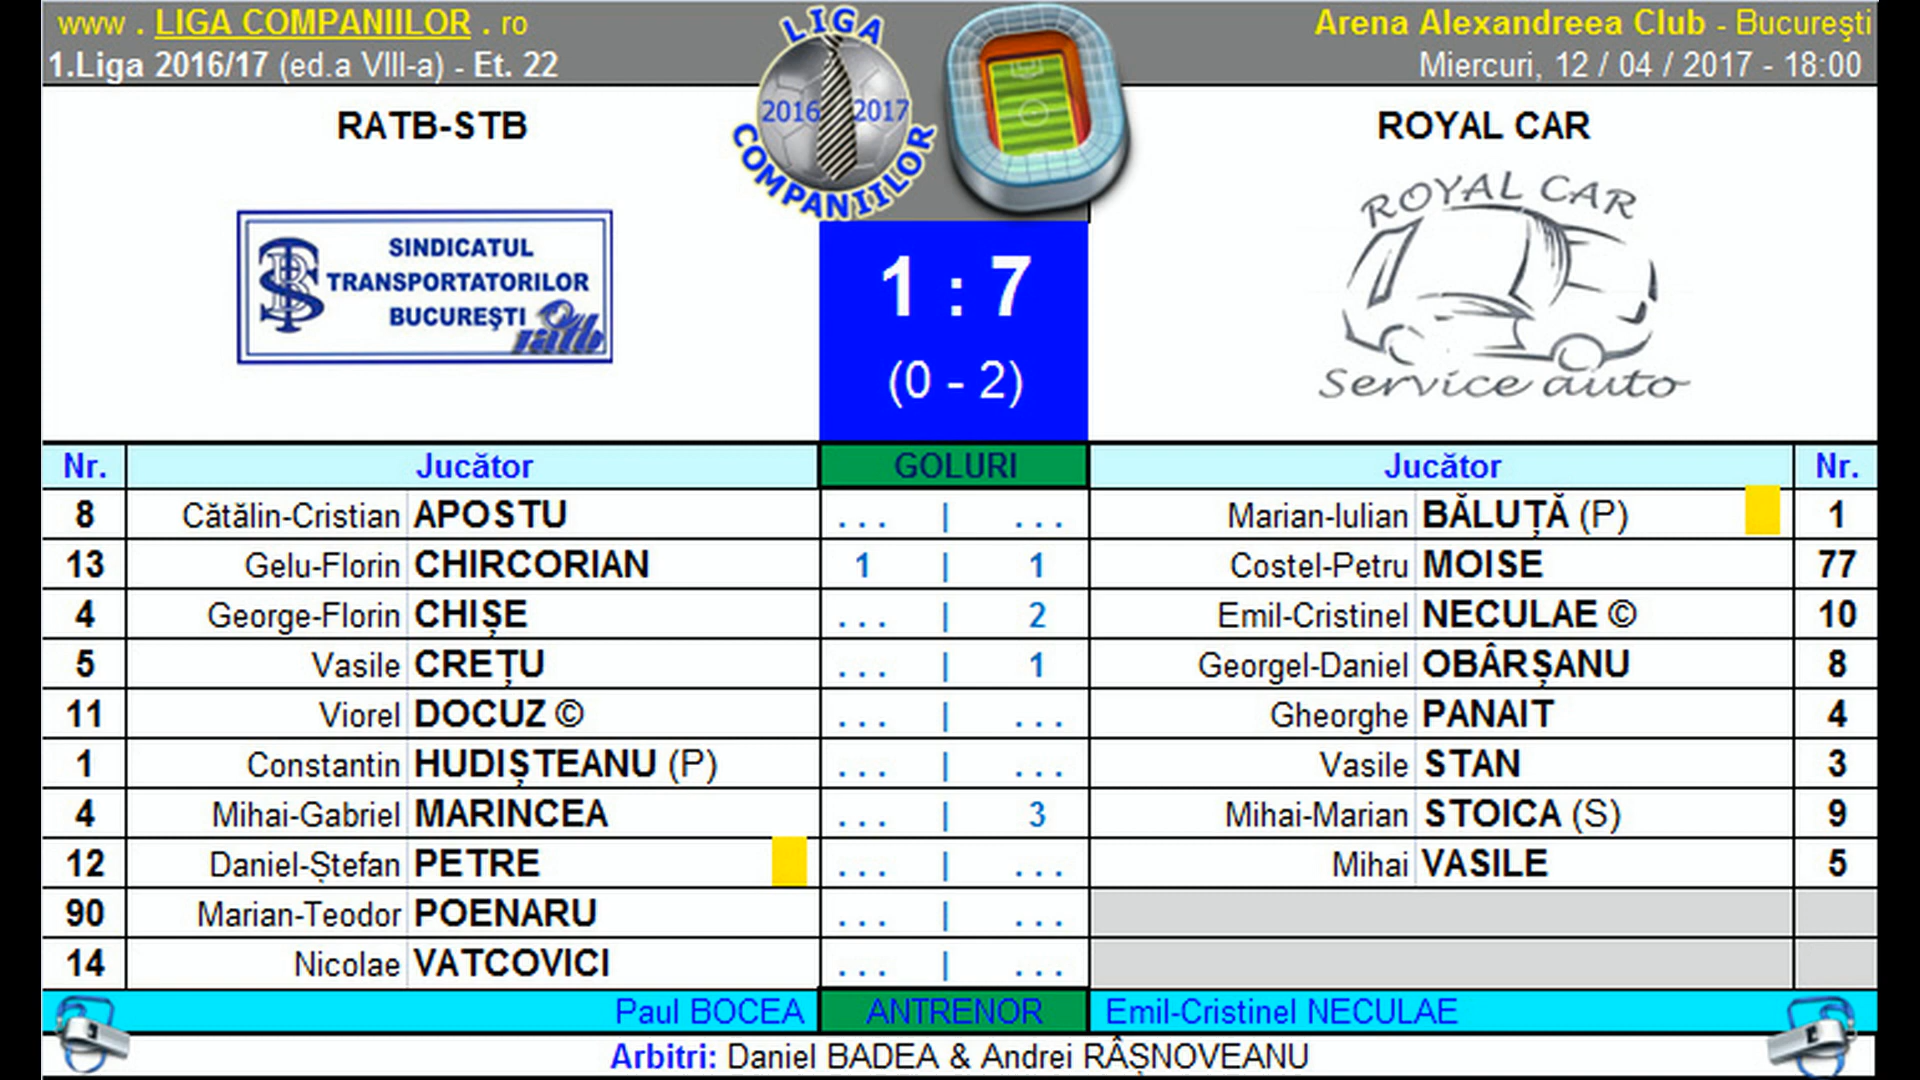 www . LIGA COMPANIILOR . ro
1.Liga 2016/17 (ed.a VIII-a) - Et. 22
LIGA
2016 2017
COMPANIILOR
Arena Alexandreea Club - Bucureşti
Miercuri, 12 / 04 / 2017 - 18:00
RATB-STB
ROYAL CAR
STB
SINDICATUL
TRANSPORTATORILOR
BUCUREŞTI
ratb
1 : 7
(0 - 2)
ROYAL CAR
Service auto
Nr. Jucător GOLURI Jucător Nr.
8 Cătălin-Cristian APOSTU ... | ... Marian-Iulian BĂLUȚĂ (P) 1
13 Gelu-Florin CHIRCORIAN 1 | 1 Costel-Petru MOISE 77
4 George-Florin CHIȘE ... | 2 Emil-Cristinel NECULAE © 10
5 Vasile CREȚU ... | 1 Georgel-Daniel OBÂRȘANU 8
11 Viorel DOCUZ © ... | ... Gheorghe PANAIT 4
1 Constantin HUDIȘTEANU (P) ... | ... Vasile STAN 3
4 Mihai-Gabriel MARINCEA ... | 3 Mihai-Marian STOICA (S) 9
12 Daniel-Ștefan PETRE ... | ... Mihai VASILE 5
90 Marian-Teodor POENARU ... | ...
14 Nicolae VATCOVICI ... | ...
Paul BOCEA ANTRENOR Emil-Cristinel NECULAE
Arbitri: Daniel BADEA & Andrei RÂȘNOVEANU